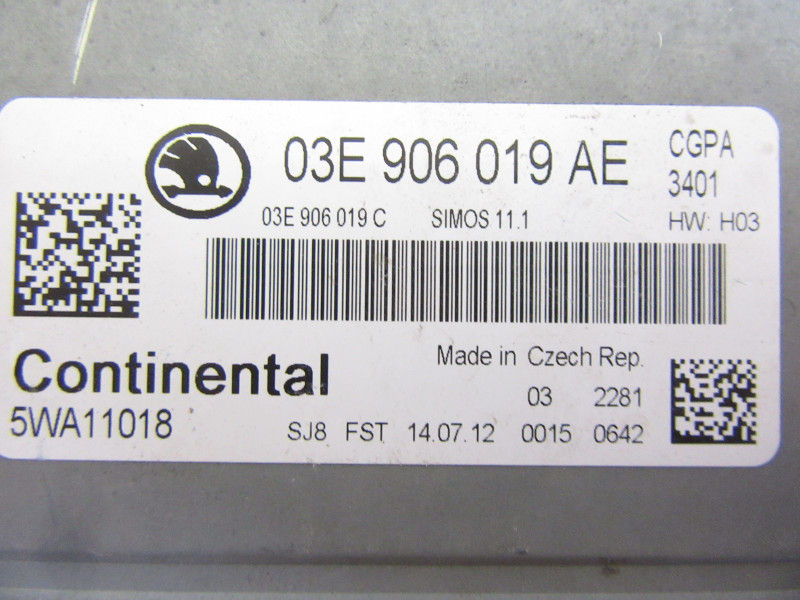 03E 906 019 AE
CGPA
3401
03E 906 019 C SIMOS 11.1 HW: H03
Continental
5WA11018
Made in Czech Rep.
03 2281
SJ8 FST 14.07.12 0015 0642